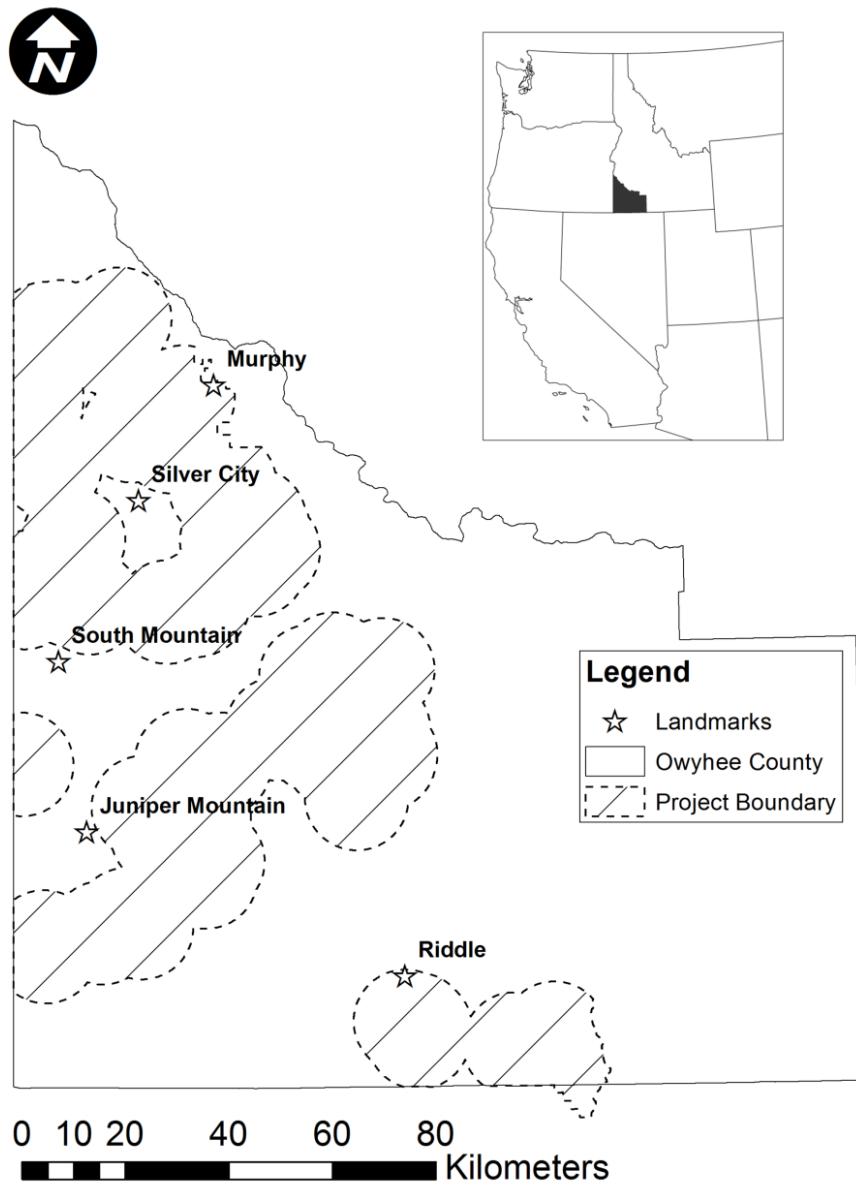 N
Murphy
Silver City
South Mountain
Legend
Landmarks
Owyhee County
Project Boundary
Juniper Mountain
Riddle
0 10 20 40 60 80
Kilometers